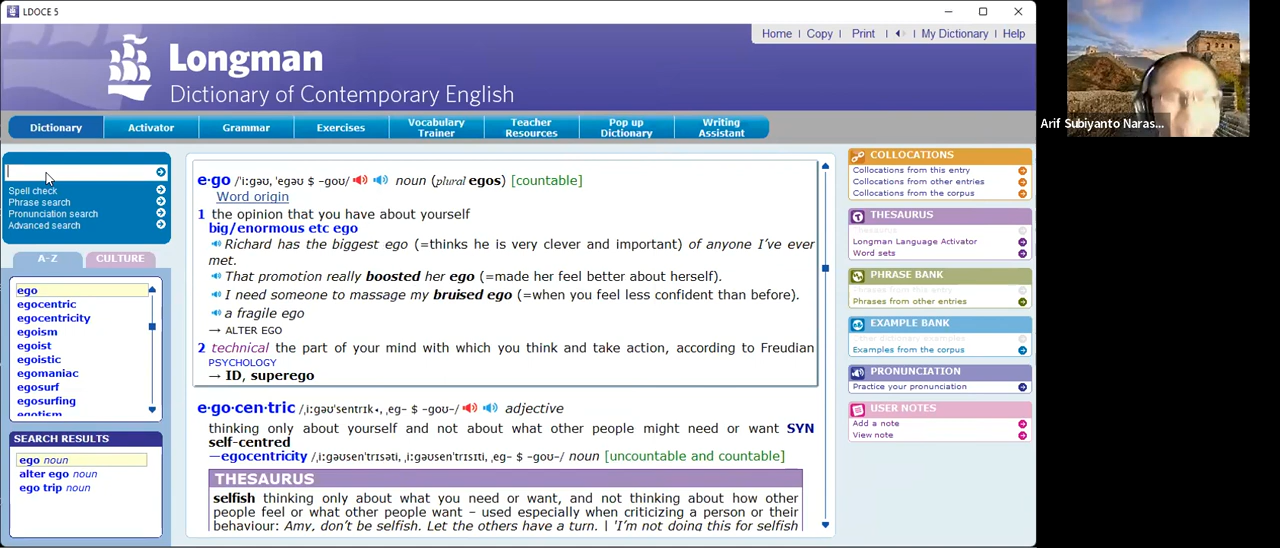 LDOCE 5
Home | Copy | Print | My Dictionary | Help
Longman
Dictionary of Contemporary English
Dictionary
Activator
Grammar
Exercises
Vocabulary
Trainer
Teacher
Resources
Pop up
Dictionary
Writing
Assistant
Spell check
Phrase search
Pronunciation search
Advanced search
A-Z
CULTURE
ego
egocentric
egocentricity
egoism
egoist
egoistic
egomaniac
egosurf
egosurfing
egotism
SEARCH RESULTS
ego noun
alter ego noun
ego trip noun
e·go /ˈiːɡəʊ, ˈeɡəʊ $ -ɡoʊ/ noun (plural egos) [countable]
Word origin
1 the opinion that you have about yourself
big/enormous etc ego
Richard has the biggest ego (=thinks he is very clever and important) of anyone I've ever
met.
That promotion really boosted her ego (=made her feel better about herself).
I need someone to massage my bruised ego (=when you feel less confident than before).
a fragile ego
→ ALTER EGO
2 technical the part of your mind with which you think and take action, according to Freudian
PSYCHOLOGY
→ ID, superego
e·go·cen·tric /ˌiːɡəʊˈsentrɪk◂, ˌeɡ- $ -ɡoʊ-/ adjective
thinking only about yourself and not about what other people might need or want SYN
self-centred
—egocentricity /ˌiːɡəʊsenˈtrɪsəti, ˌiːɡəʊsenˈtrɪsɪti, ˌeɡ- $ -ɡoʊ-/ noun [uncountable and countable]
THESAURUS
selfish thinking only about what you need or want, and not thinking about how other
people feel or what other people want – used especially when criticizing a person or their
behaviour: Amy, don't be selfish. Let the others have a turn. | 'I'm not doing this for selfish
COLLOCATIONS
Collocations from this entry
Collocations from other entries
Collocations from the corpus
THESAURUS
Thesaurus
Longman Language Activator
Word sets
PHRASE BANK
Phrases from this entry
Phrases from other entries
EXAMPLE BANK
Other dictionary examples
Examples from the corpus
PRONUNCIATION
Practice your pronunciation
USER NOTES
Add a note
View note
Arif Subiyanto Naras...